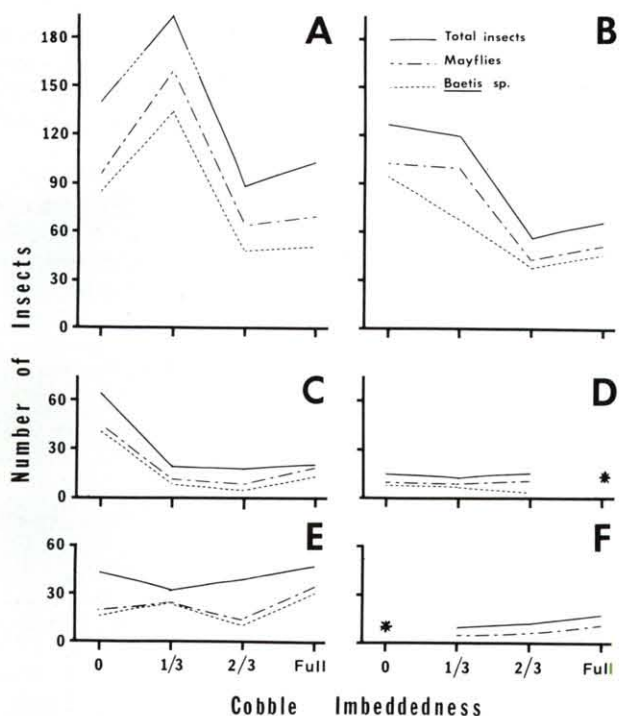 A
B
Total insects
Mayflies
Baetis sp.
180
150
120
90
60
30
0
Number of Insects
C
D
60
30
0
*
E
F
60
30
0
*
0 1/3 2/3 Full
0 1/3 2/3 Full
Cobble Imbeddedness